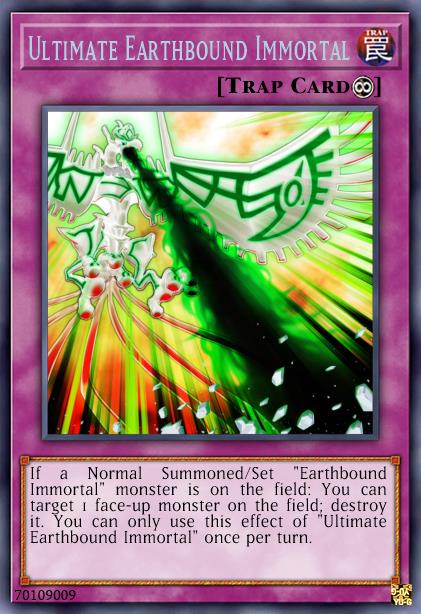 ULTIMATE EARTHBOUND IMMORTAL
TRAP
罠
[TRAP CARD♾]
If a Normal Summoned/Set "Earthbound
Immortal" monster is on the field: You can
target 1 face-up monster on the field; destroy
it. You can only use this effect of "Ultimate
Earthbound Immortal" once per turn.
70109009